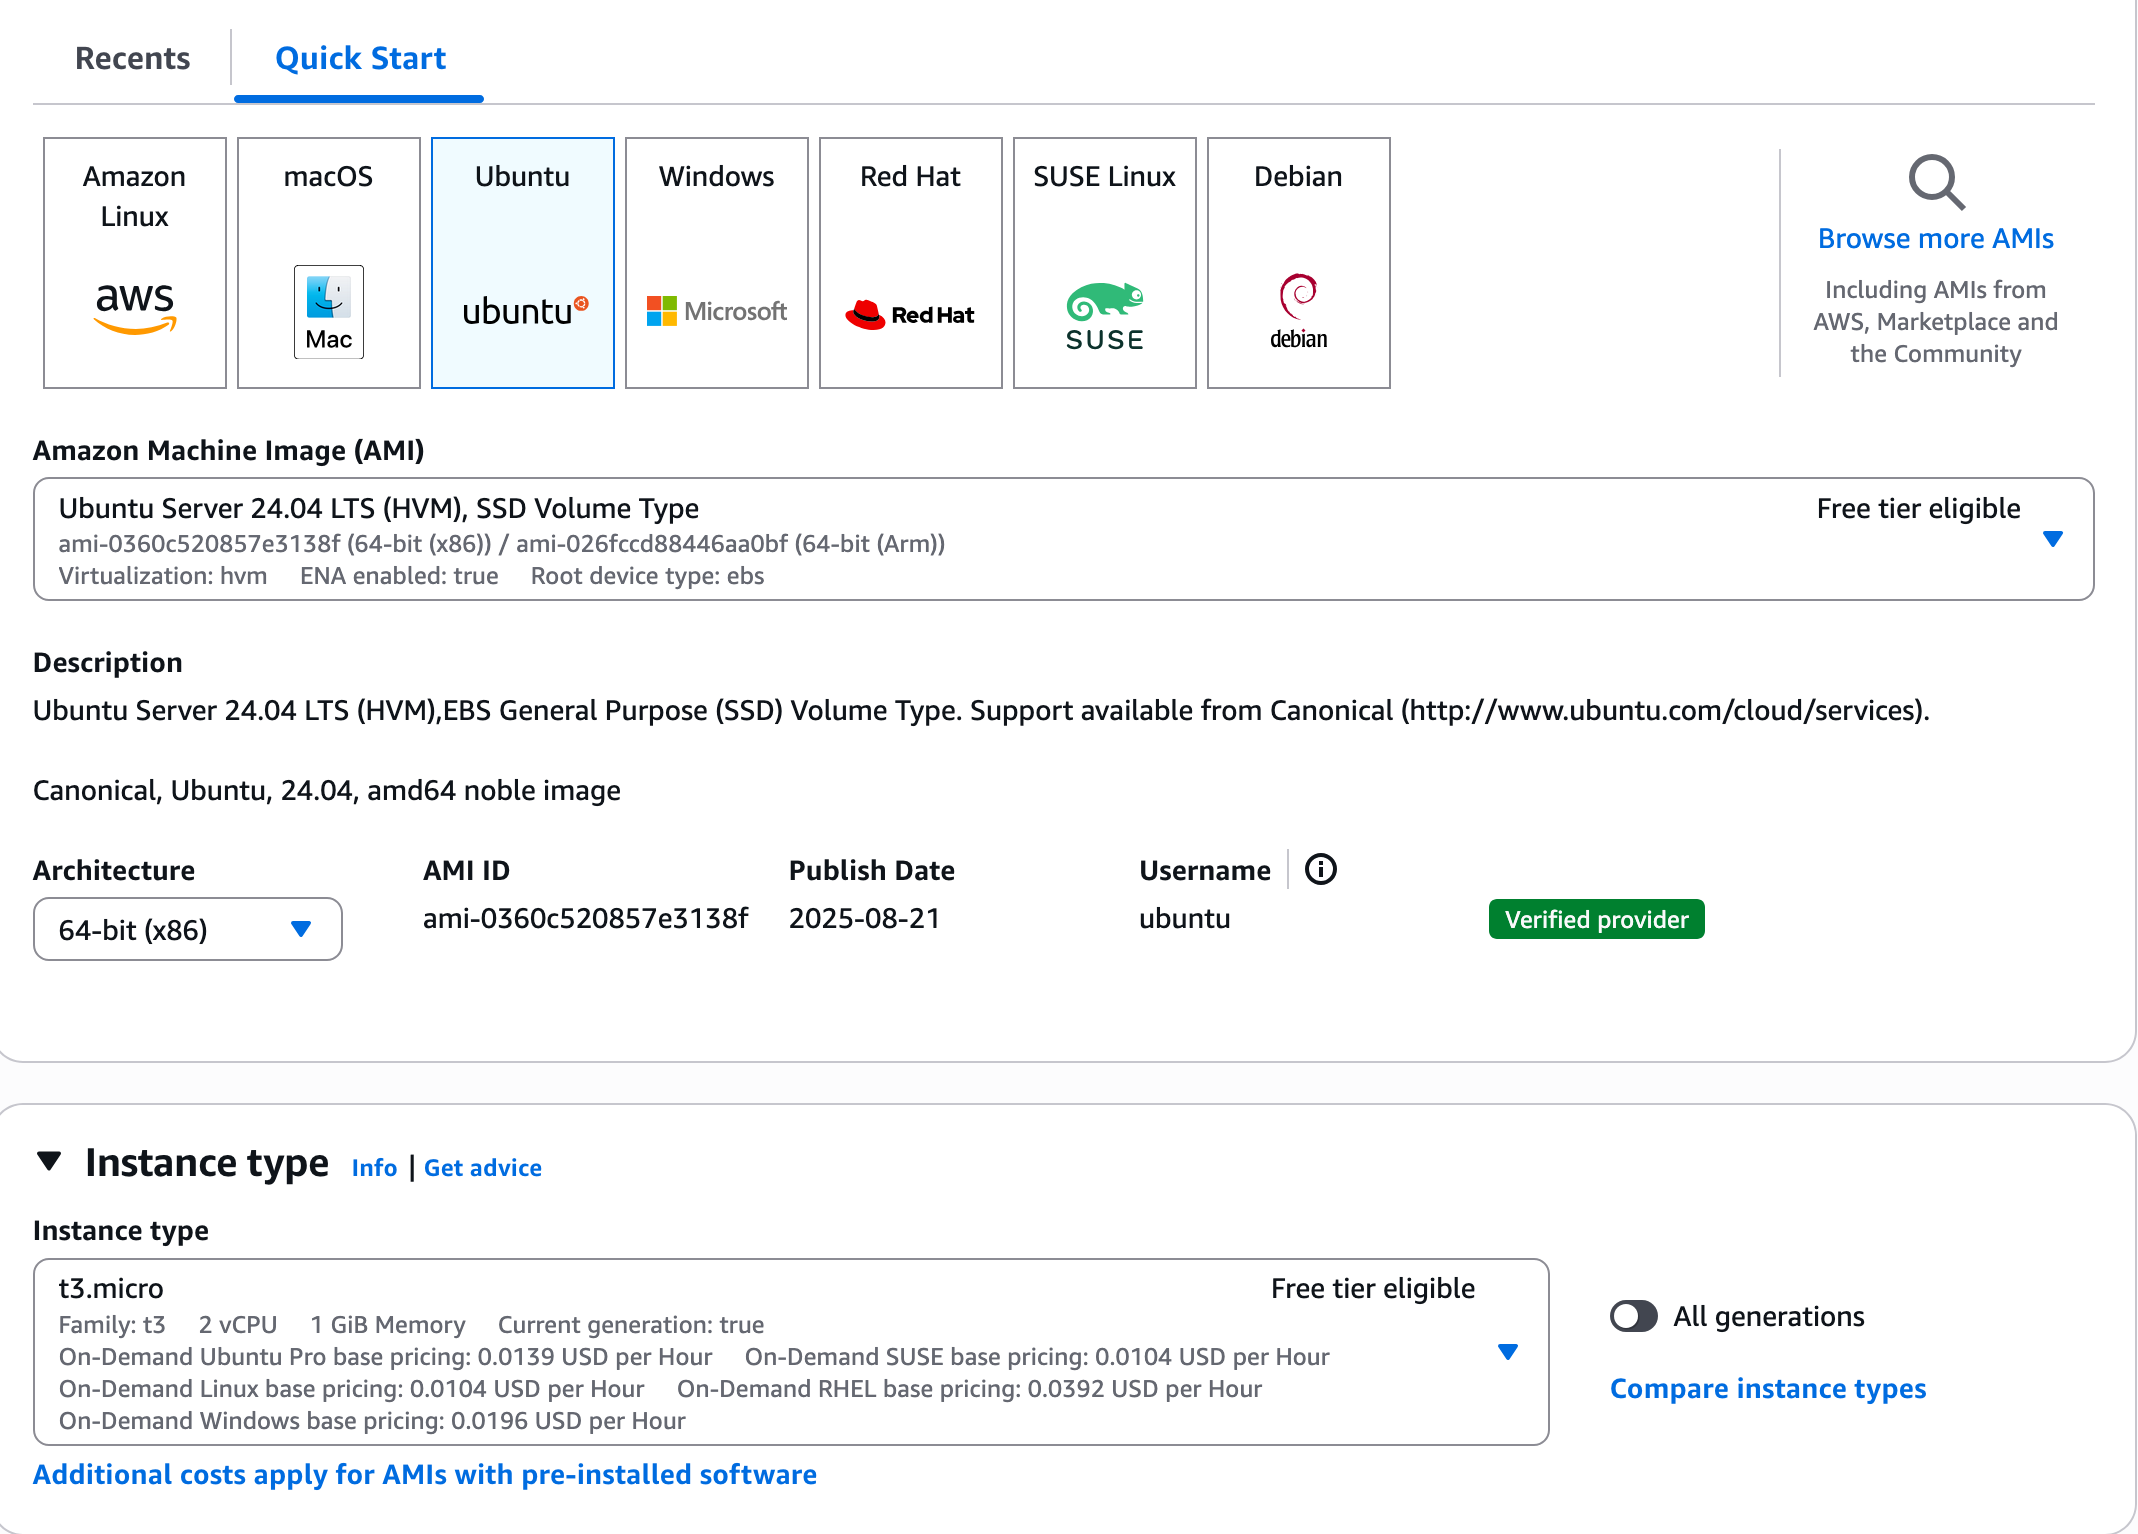 Recents
Quick Start
Amazon
Linux
aws
macOS
Mac
Ubuntu
ubuntu
Windows
Microsoft
Red Hat
Red Hat
SUSE Linux
SUSE
Debian
debian
Browse more AMIs
Including AMIs from
AWS, Marketplace and
the Community
Amazon Machine Image (AMI)
Ubuntu Server 24.04 LTS (HVM), SSD Volume Type Free tier eligible
ami-0360c520857e3138f (64-bit (x86)) / ami-026fccd88446aa0bf (64-bit (Arm))
Virtualization: hvm ENA enabled: true Root device type: ebs
Description
Ubuntu Server 24.04 LTS (HVM),EBS General Purpose (SSD) Volume Type. Support available from Canonical (http://www.ubuntu.com/cloud/services).
Canonical, Ubuntu, 24.04, amd64 noble image
Architecture AMI ID Publish Date Username
64-bit (x86) ami-0360c520857e3138f 2025-08-21 ubuntu Verified provider
Instance type Info | Get advice
Instance type
t3.micro Free tier eligible
Family: t3 2 vCPU 1 GiB Memory Current generation: true
On-Demand Ubuntu Pro base pricing: 0.0139 USD per Hour On-Demand SUSE base pricing: 0.0104 USD per Hour
On-Demand Linux base pricing: 0.0104 USD per Hour On-Demand RHEL base pricing: 0.0392 USD per Hour
On-Demand Windows base pricing: 0.0196 USD per Hour
All generations
Compare instance types
Additional costs apply for AMIs with pre-installed software